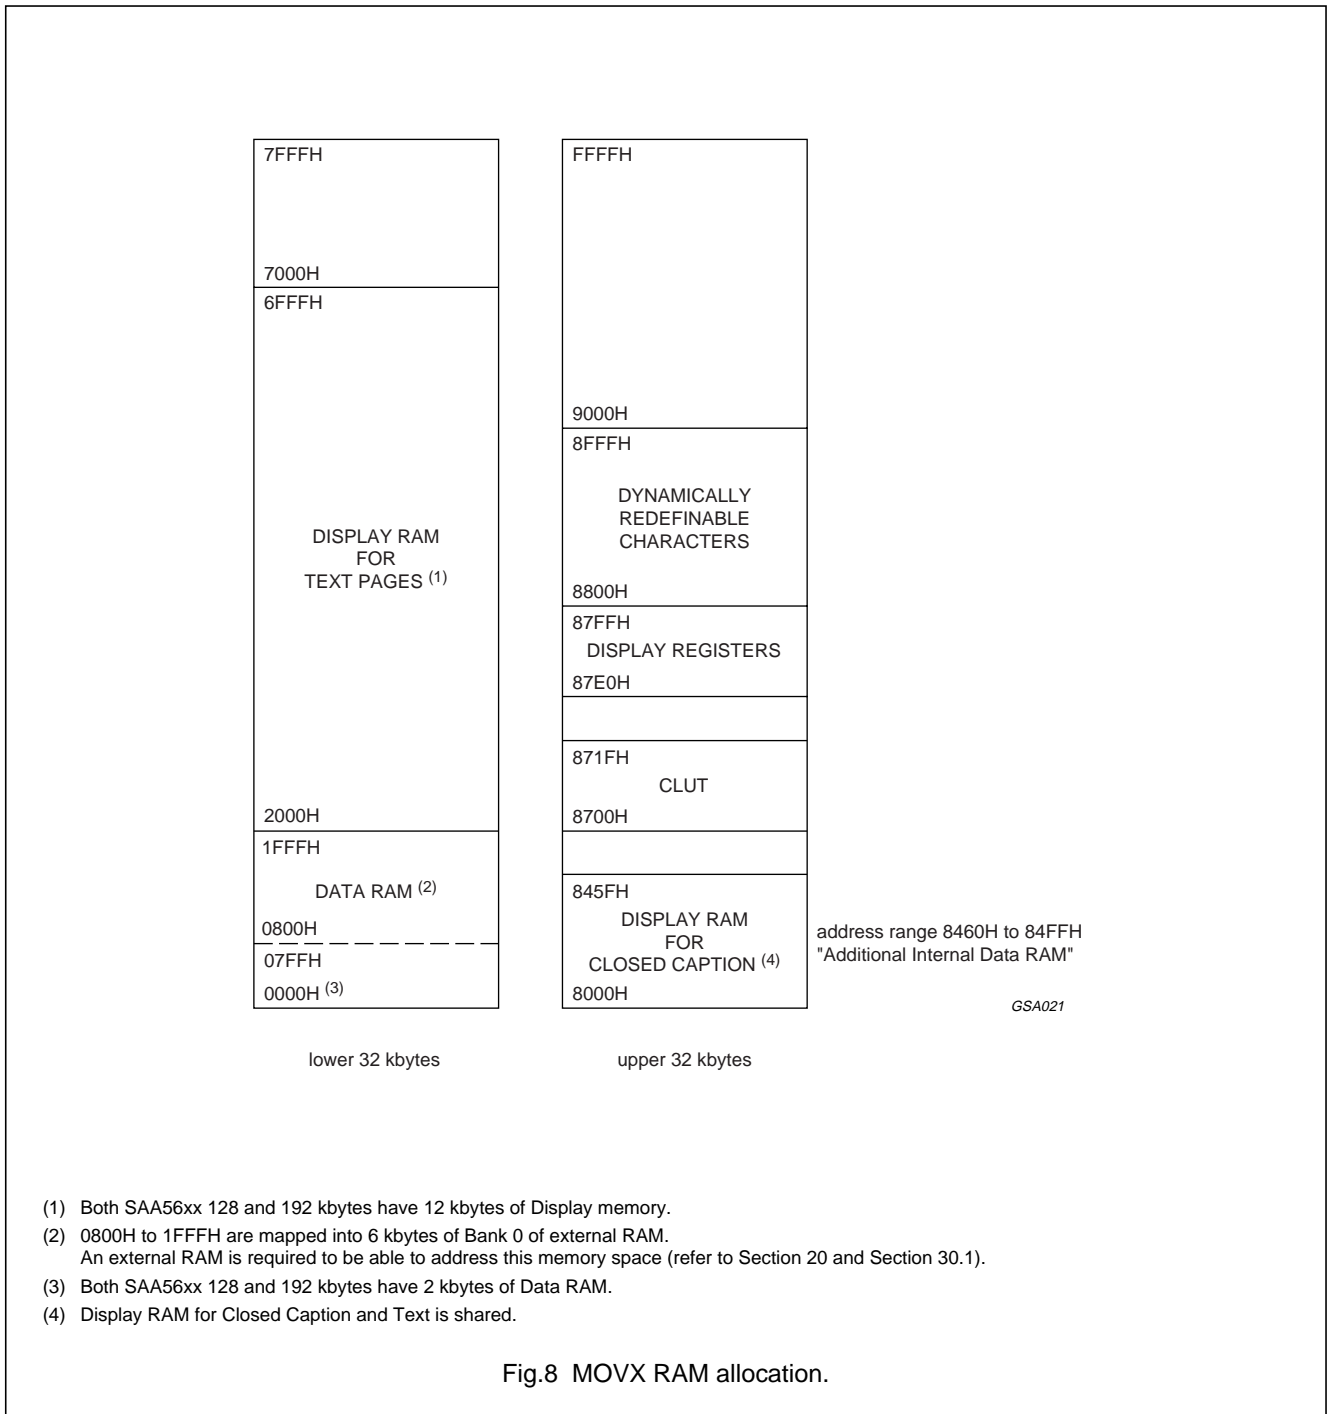 7FFFH
7000H
6FFFH
DISPLAY RAM
FOR
TEXT PAGES (1)
2000H
1FFFH
DATA RAM (2)
0800H
07FFH
0000H (3)
lower 32 kbytes
FFFFH
9000H
8FFFH
DYNAMICALLY
REDEFINABLE
CHARACTERS
8800H
87FFH
DISPLAY REGISTERS
87E0H
871FH
CLUT
8700H
845FH
DISPLAY RAM
FOR
CLOSED CAPTION (4)
8000H
upper 32 kbytes
address range 8460H to 84FFH
"Additional Internal Data RAM"
GSA021
(1) Both SAA56xx 128 and 192 kbytes have 12 kbytes of Display memory.
(2) 0800H to 1FFFH are mapped into 6 kbytes of Bank 0 of external RAM.
An external RAM is required to be able to address this memory space (refer to Section 20 and Section 30.1).
(3) Both SAA56xx 128 and 192 kbytes have 2 kbytes of Data RAM.
(4) Display RAM for Closed Caption and Text is shared.
Fig.8 MOVX RAM allocation.